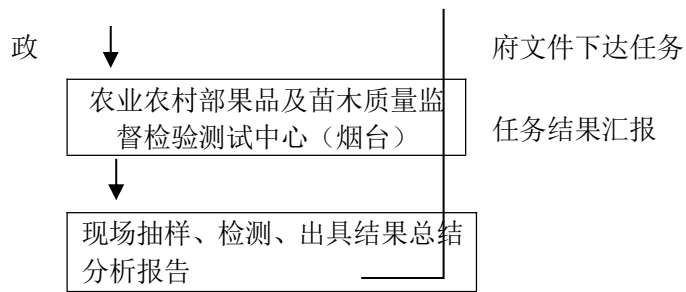 政 府文件下达任务
农业农村部果品及苗木质量监
督检验测试中心（烟台）
任务结果汇报
现场抽样、检测、出具结果总结
分析报告